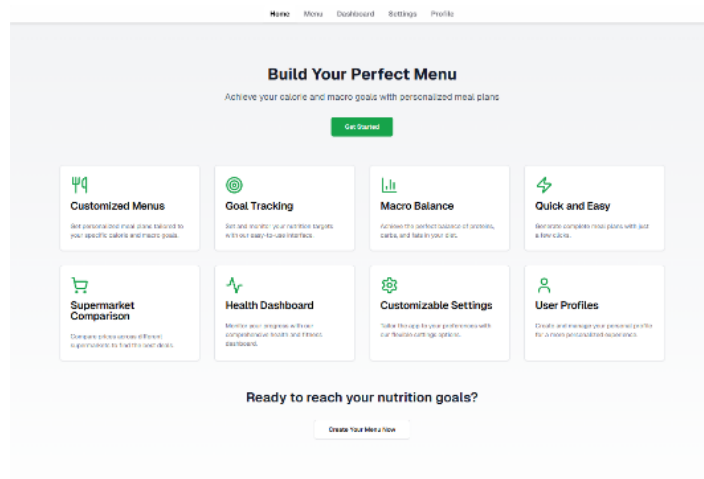 Home Menu Dashboard Settings Profile
Build Your Perfect Menu
Achieve your calorie and macro goals with personalized meal plans
Get Started
Customized Menus
Get personalized meal plans tailored to
your specific calorie and macro goals.
Goal Tracking
Set and monitor your nutrition targets
with our easy-to-use interface.
Macro Balance
Achieve the perfect balance of proteins,
carbs, and fats in your diet.
Quick and Easy
Generate complete meal plans with just
a few clicks.
Supermarket
Comparison
Compare prices across different
supermarkets to find the best deals.
Health Dashboard
Monitor your progress with our
comprehensive health and fitness
dashboard.
Customizable Settings
Tailor the app to your preferences with
our flexible settings options.
User Profiles
Create and manage your personal profile
for a more personalized experience.
Ready to reach your nutrition goals?
Create Your Menu Now